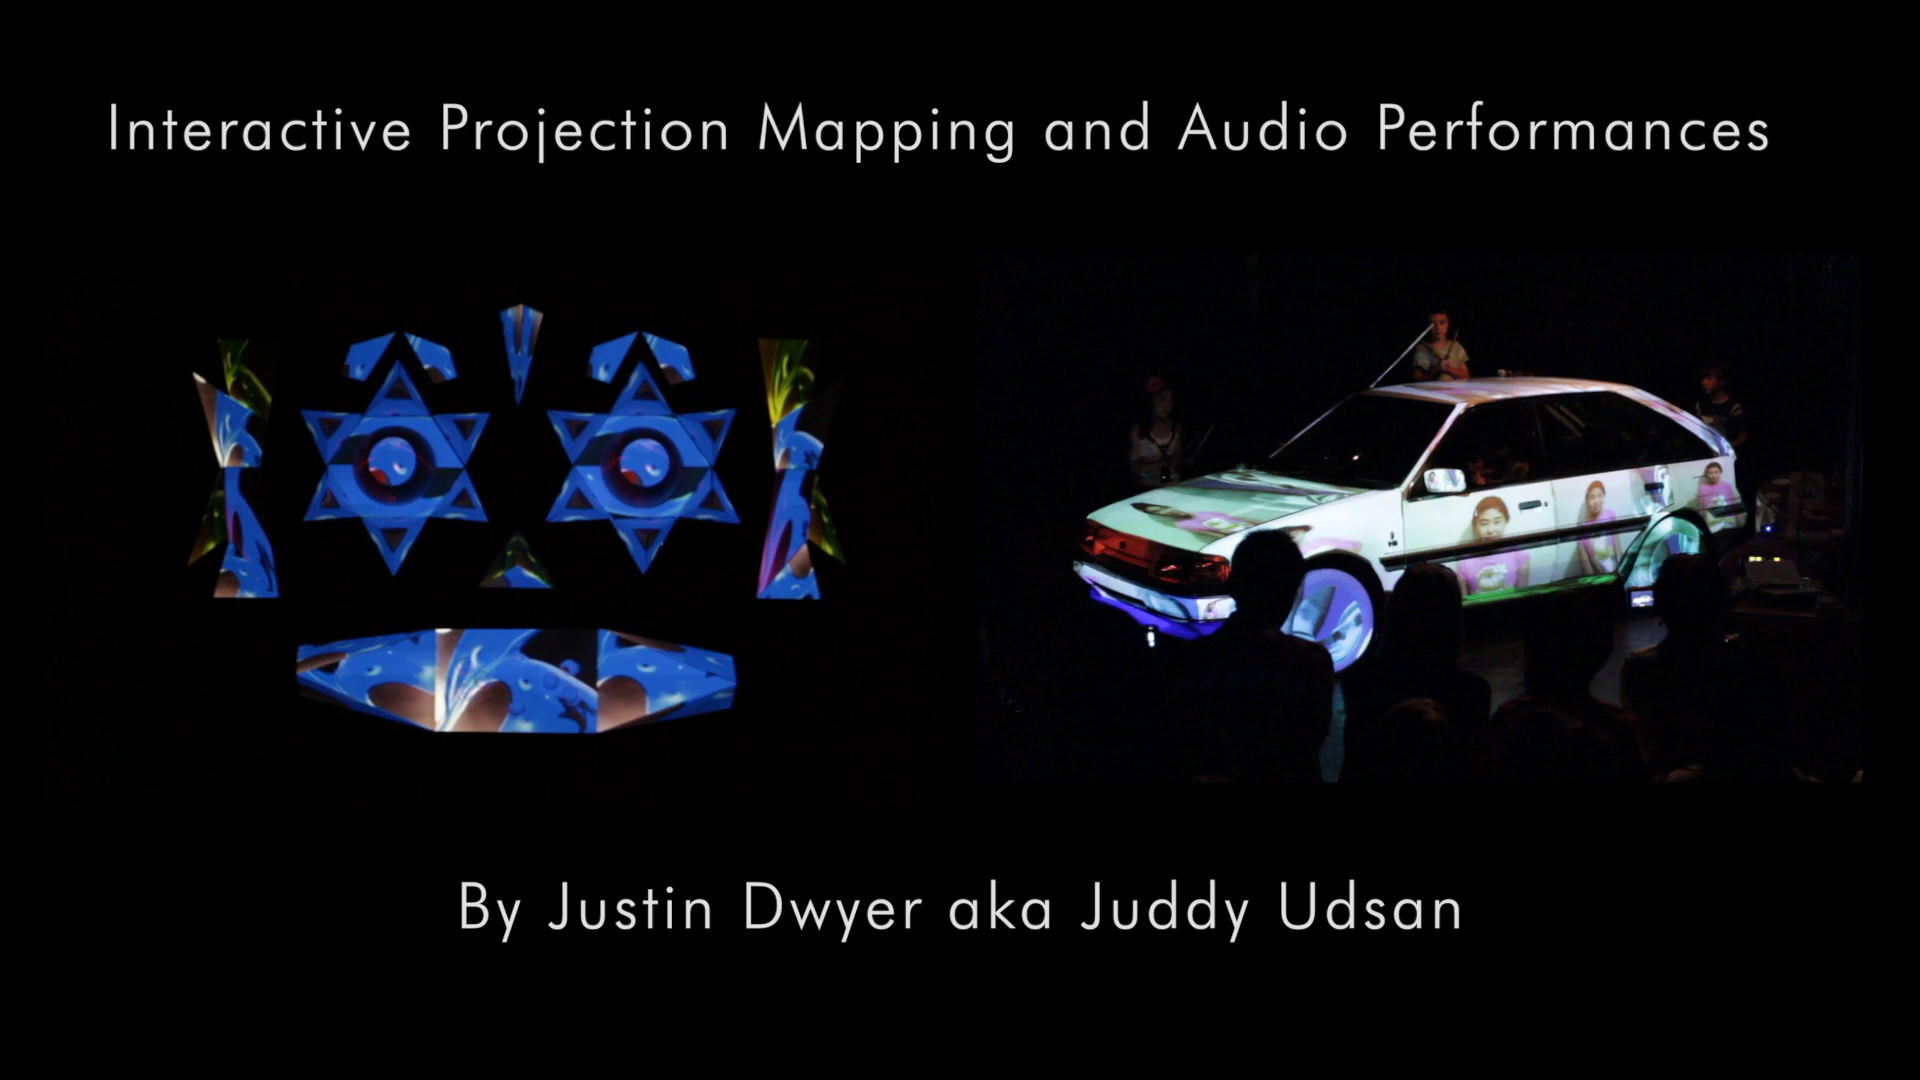 Interactive Projection Mapping and Audio Performances
By Justin Dwyer aka Juddy Udsan